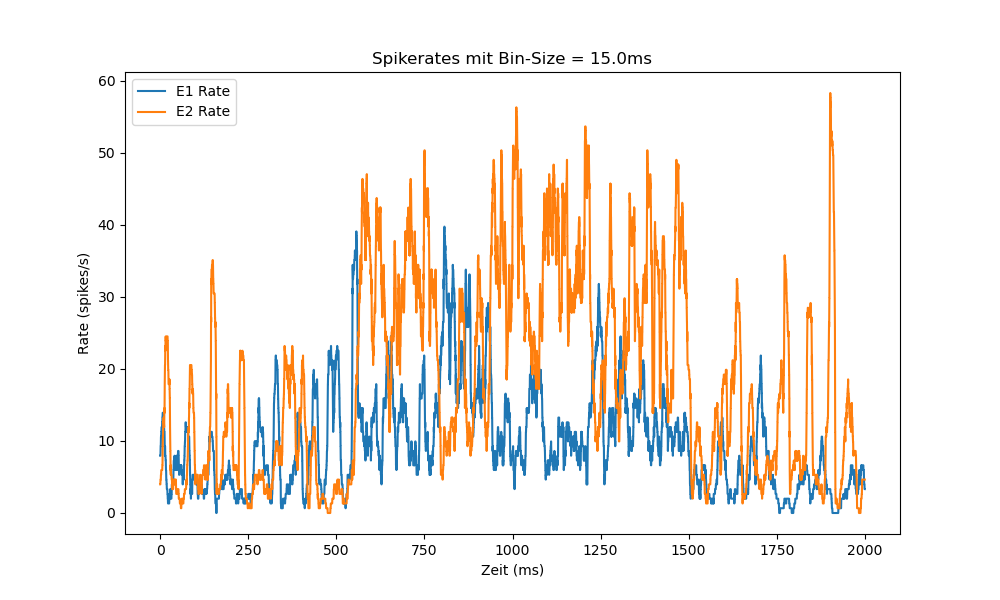 Spikerates mit Bin-Size = 15.0ms
E1 Rate
E2 Rate
60
50
40
30
20
10
0
Rate (spikes/s)
0 250 500 750 1000 1250 1500 1750 2000
Zeit (ms)